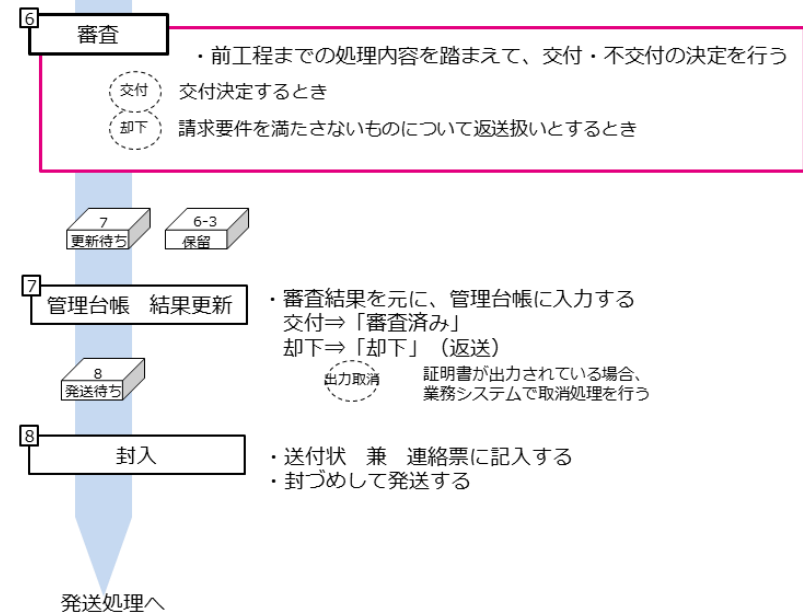 6
審査
・前工程までの処理内容を踏まえて、交付・不交付の決定を行う
交付 交付決定するとき
却下 請求要件を満たさないものについて返送扱いとするとき
7
更新待ち
6-3
保留
7
管理台帳 結果更新
・審査結果を元に、管理台帳に入力する
交付⇒「審査済み」
却下⇒「却下」（返送）
出力取消
証明書が出力されている場合、
業務システムで取消処理を行う
8
発送待ち
8
封入
・送付状 兼 連絡票に記入する
・封づめして発送する
発送処理へ